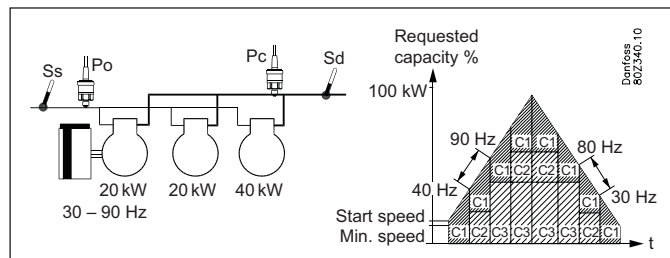 Ss
Po
Pc
Sd
20 kW
20 kW
40 kW
30 – 90 Hz
Requested
capacity %
100 kW
90 Hz
80 Hz
40 Hz
30 Hz
Start speed
Min. speed
C1 C1
C1 C2 C2 C1
C1 C1
C1 C2 C3 C3 C3 C3 C2 C1
t
Danfoss
80Z340.10